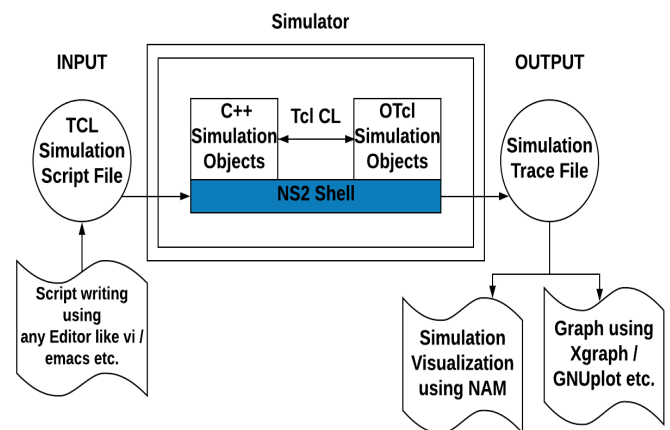 Simulator
INPUT
OUTPUT
TCL
Simulation
Script File
C++
Simulation
Objects
Tcl CL
OTcl
Simulation
Objects
NS2 Shell
Simulation
Trace File
Script writing
using
any Editor like vi /
emacs etc.
Simulation
Visualization
using NAM
Graph using
Xgraph /
GNUplot etc.